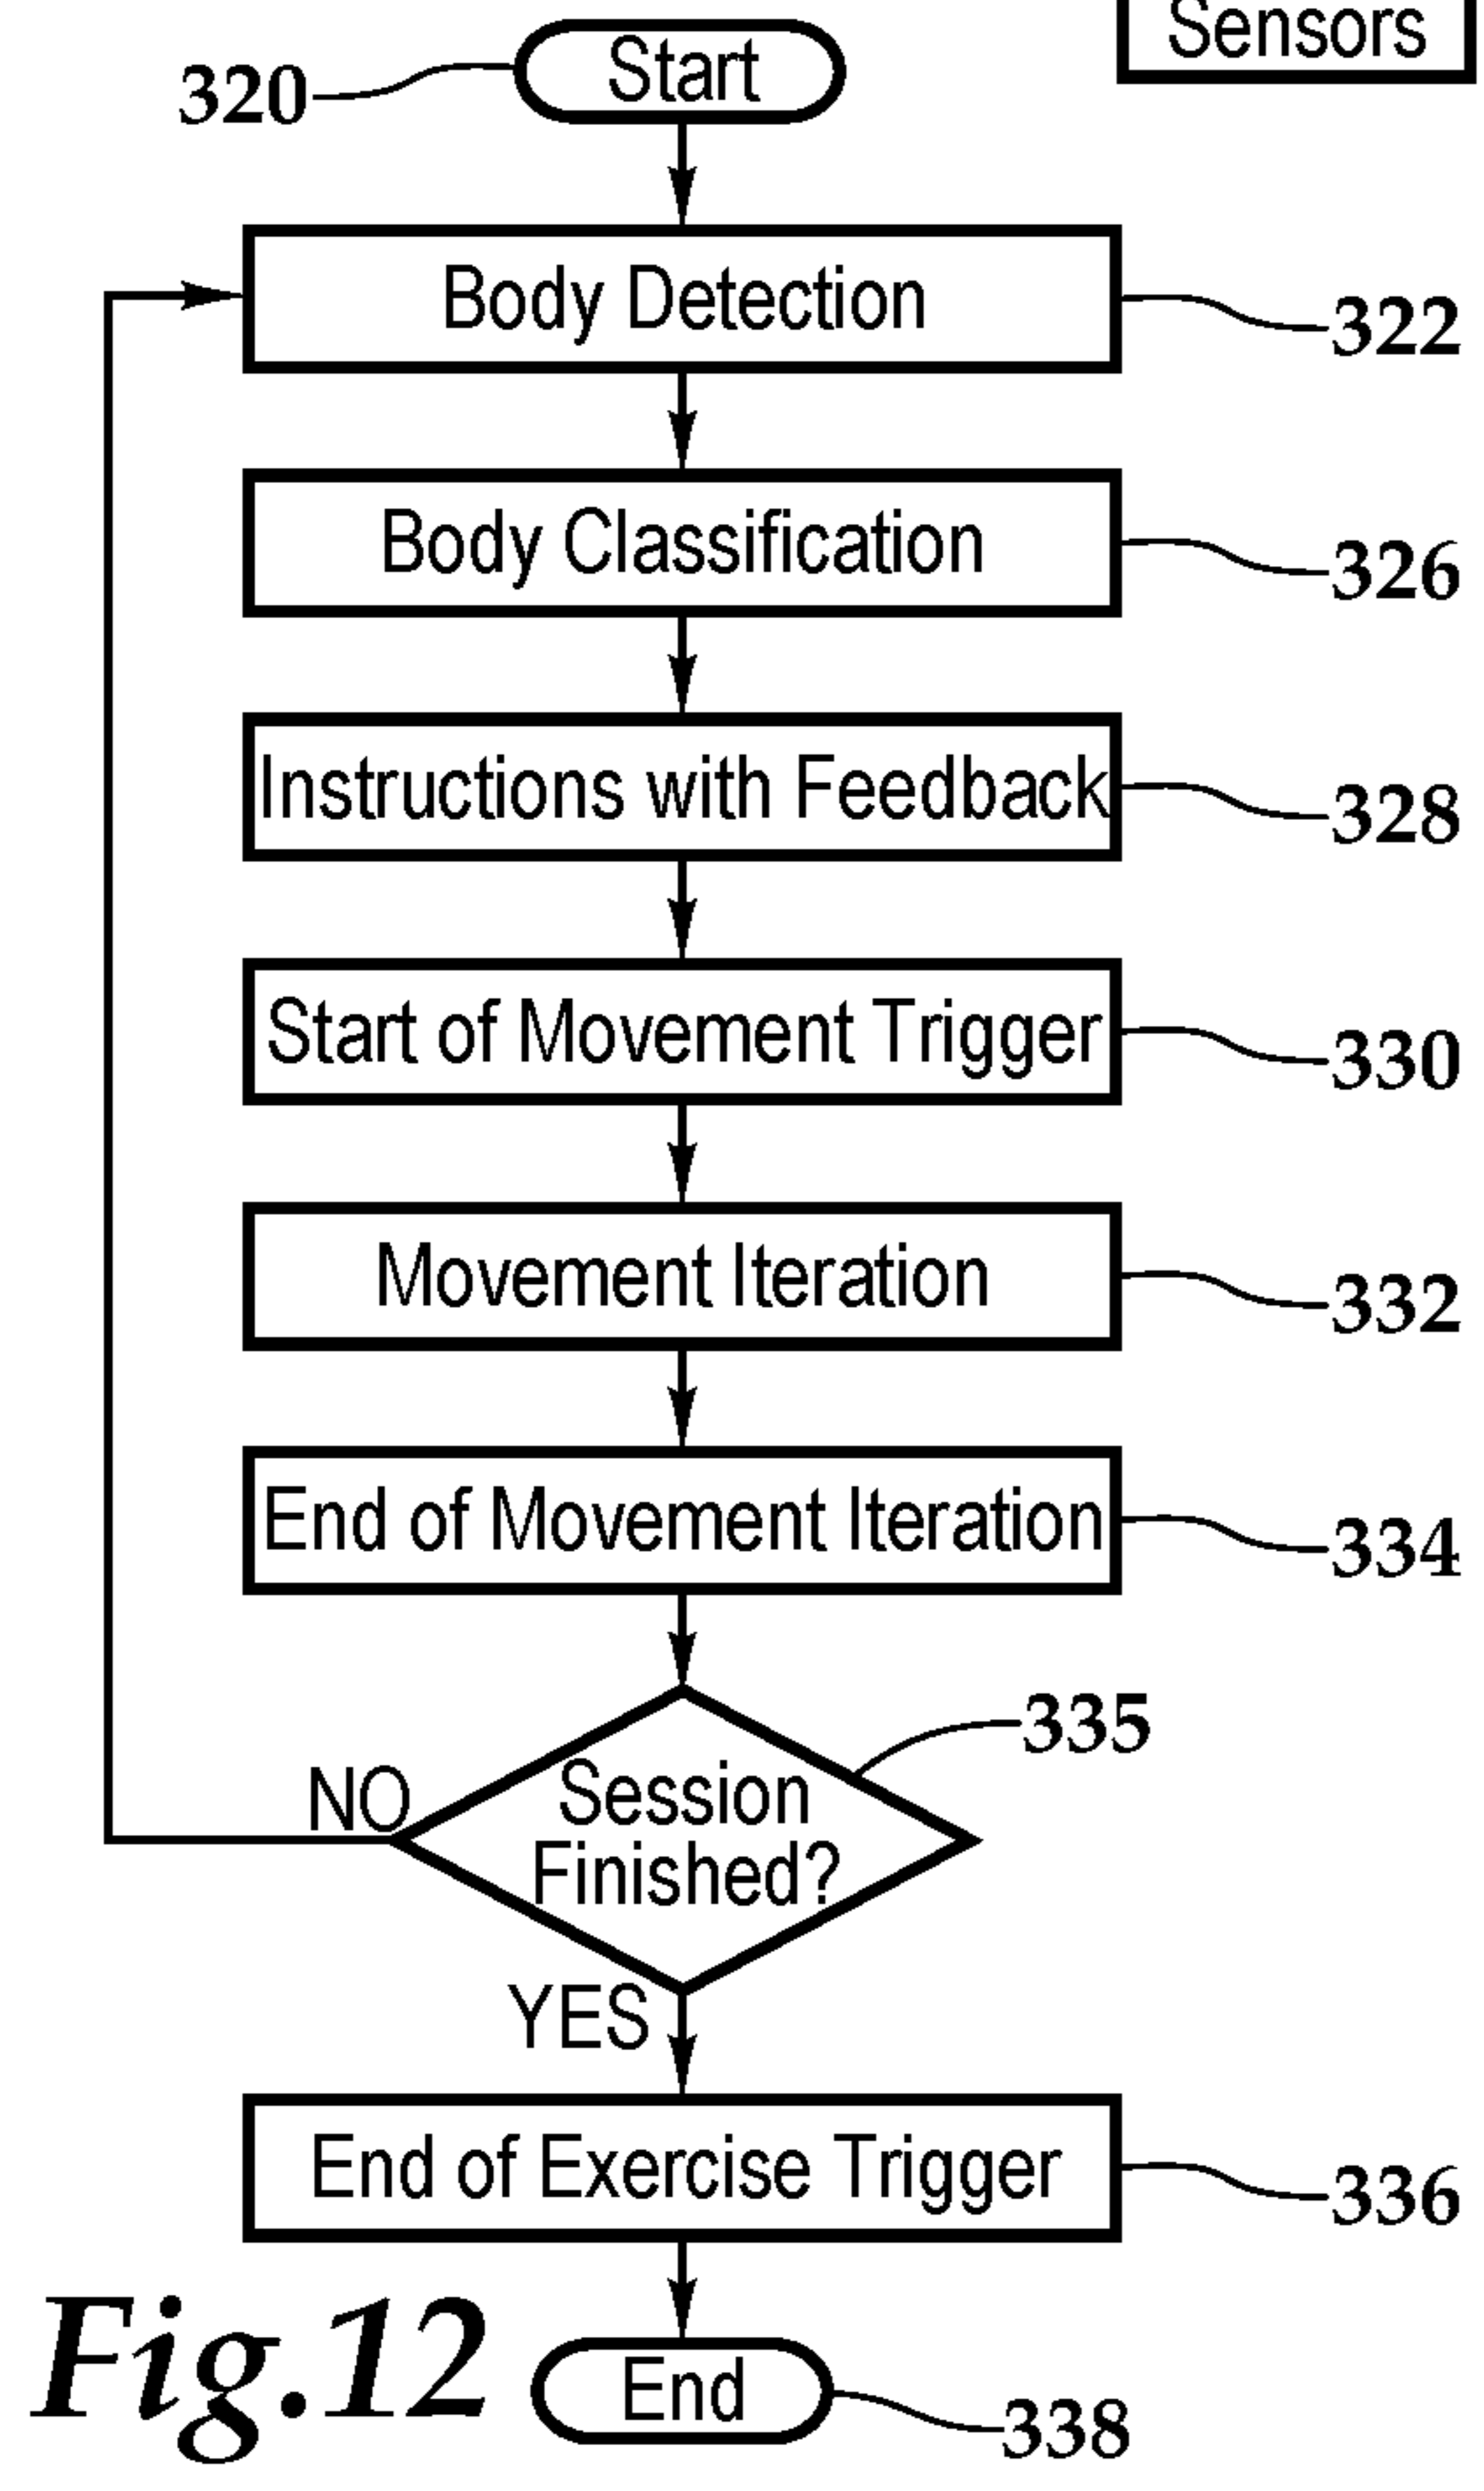 Sensors
Start
320
Body Detection
322
Body Classification
326
Instructions with Feedback
328
Start of Movement Trigger
330
Movement Iteration
332
End of Movement Iteration
334
335
Session
Finished?
NO
YES
End of Exercise Trigger
336
End
338
Fig.12